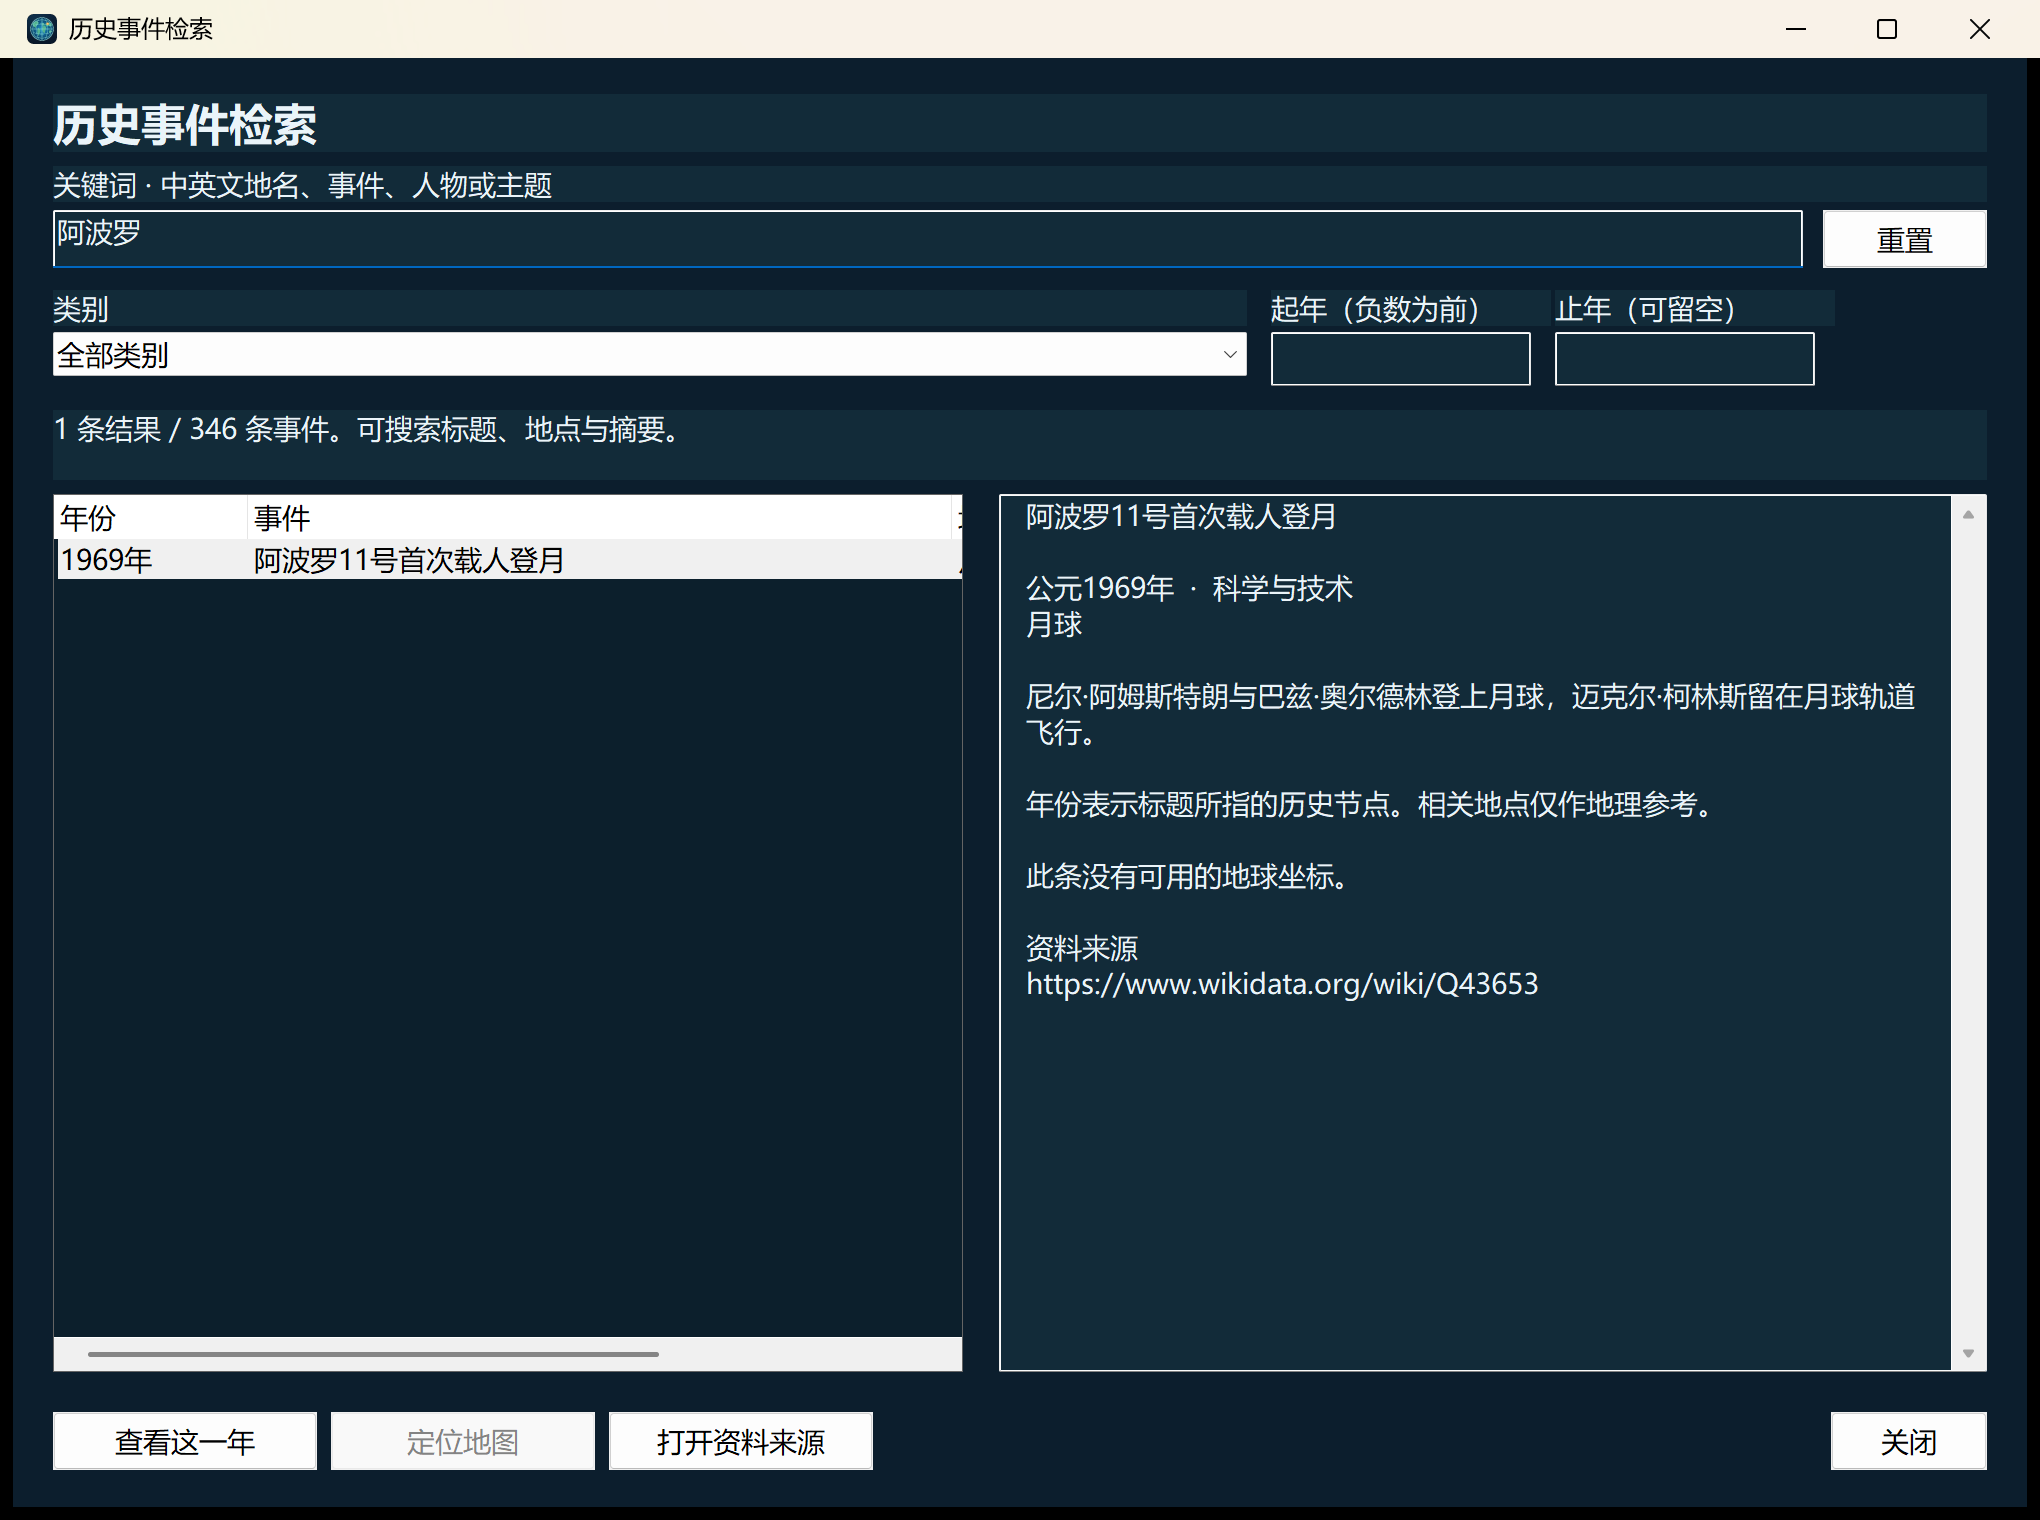 历史事件检索
历史事件检索
关键词 · 中英文地名、事件、人物或主题
阿波罗
重置
类别
起年（负数为前）
止年（可留空）
全部类别
1 条结果 / 346 条事件。可搜索标题、地点与摘要。
年份
事件
1969年
阿波罗11号首次载人登月
阿波罗11号首次载人登月
公元1969年 · 科学与技术
月球
尼尔·阿姆斯特朗与巴兹·奥尔德林登上月球，迈克尔·柯林斯留在月球轨道
飞行。
年份表示标题所指的历史节点。相关地点仅作地理参考。
此条没有可用的地球坐标。
资料来源
https://www.wikidata.org/wiki/Q43653
查看这一年
定位地图
打开资料来源
关闭